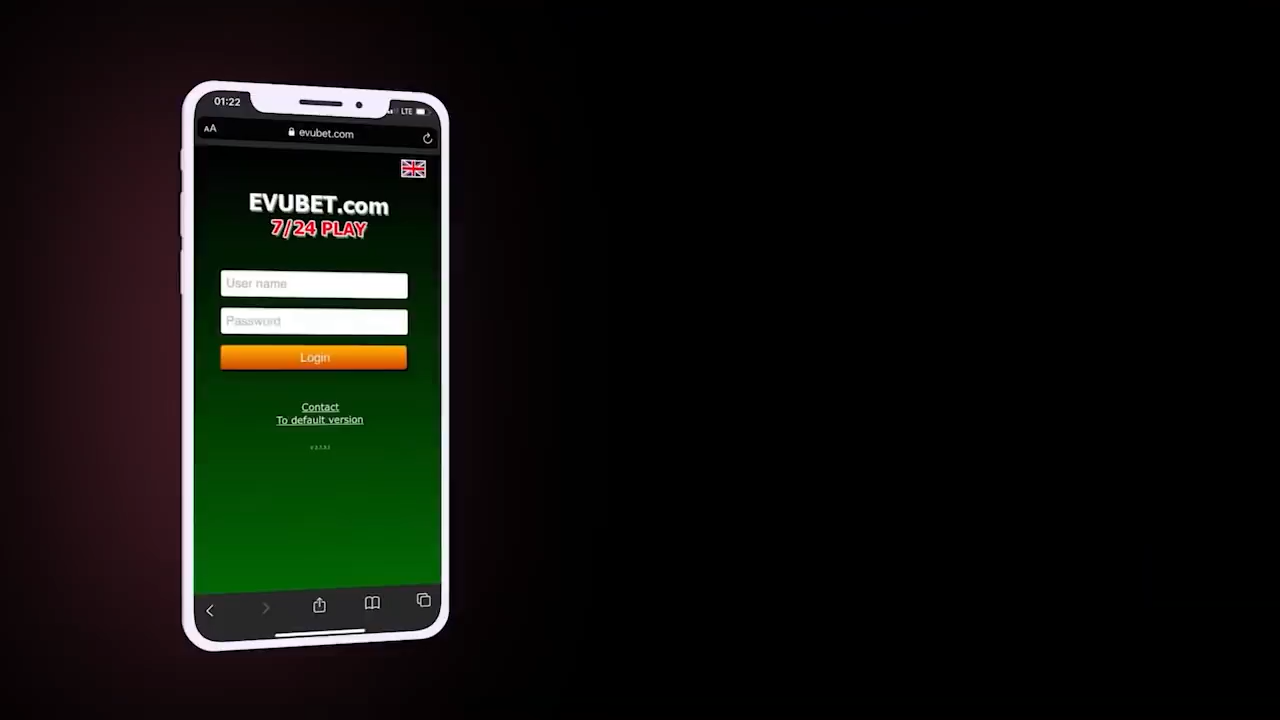 01:22
LTE
AA
evubet.com
EVUBET.com
7/24 PLAY
User name
Password
Login
Contact
To default version